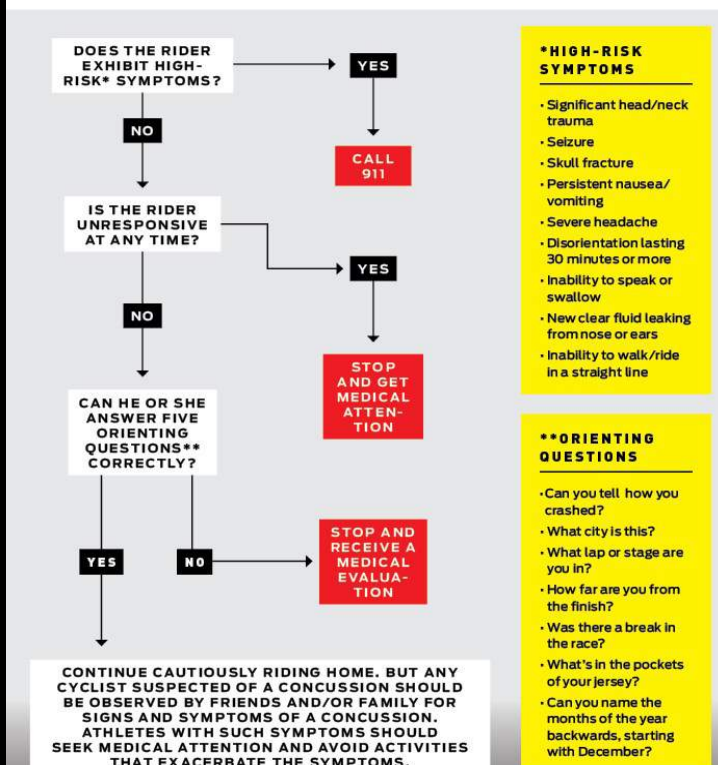 DOES THE RIDER
EXHIBIT HIGH-
RISK* SYMPTOMS?
YES
NO
CALL
911
IS THE RIDER
UNRESPONSIVE
AT ANY TIME?
YES
NO
STOP
AND GET
MEDICAL
ATTEN-
TION
CAN HE OR SHE
ANSWER FIVE
ORIENTING
QUESTIONS**
CORRECTLY?
YES
NO
STOP AND
RECEIVE A
MEDICAL
EVALUA-
TION
CONTINUE CAUTIOUSLY RIDING HOME. BUT ANY
CYCLIST SUSPECTED OF A CONCUSSION SHOULD
BE OBSERVED BY FRIENDS AND/OR FAMILY FOR
SIGNS AND SYMPTOMS OF A CONCUSSION.
ATHLETES WITH SUCH SYMPTOMS SHOULD
SEEK MEDICAL ATTENTION AND AVOID ACTIVITIES
THAT EXACERBATE THE SYMPTOMS.
*HIGH-RISK
SYMPTOMS
· Significant head/neck
trauma
· Seizure
· Skull fracture
· Persistent nausea/
vomiting
· Severe headache
· Disorientation lasting
30 minutes or more
· Inability to speak or
swallow
· New clear fluid leaking
from nose or ears
· Inability to walk/ride
in a straight line
**ORIENTING
QUESTIONS
· Can you tell how you
crashed?
· What city is this?
· What lap or stage are
you in?
· How far are you from
the finish?
· Was there a break in
the race?
· What's in the pockets
of your jersey?
· Can you name the
months of the year
backwards, starting
with December?